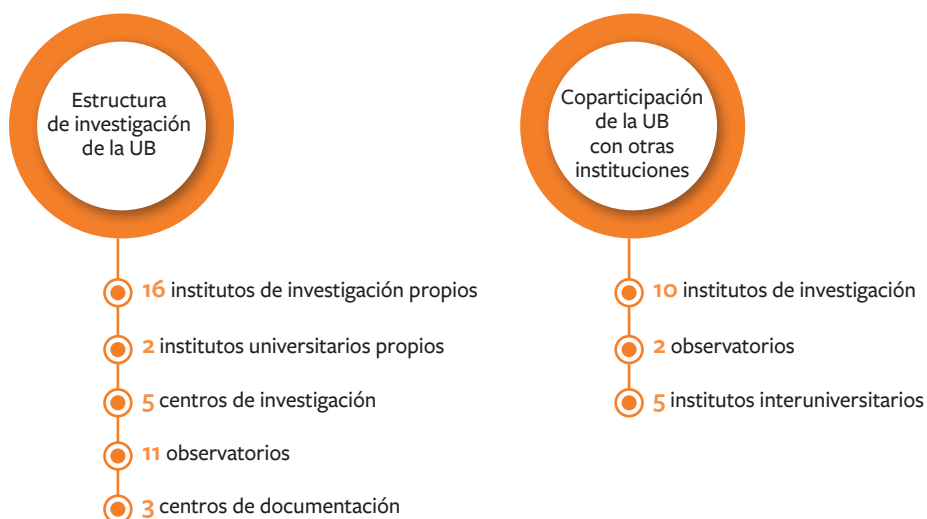 Estructura
de investigación
de la UB
16 institutos de investigación propios
2 institutos universitarios propios
5 centros de investigación
11 observatorios
3 centros de documentación
Coparticipación
de la UB
con otras
instituciones
10 institutos de investigación
2 observatorios
5 institutos interuniversitarios